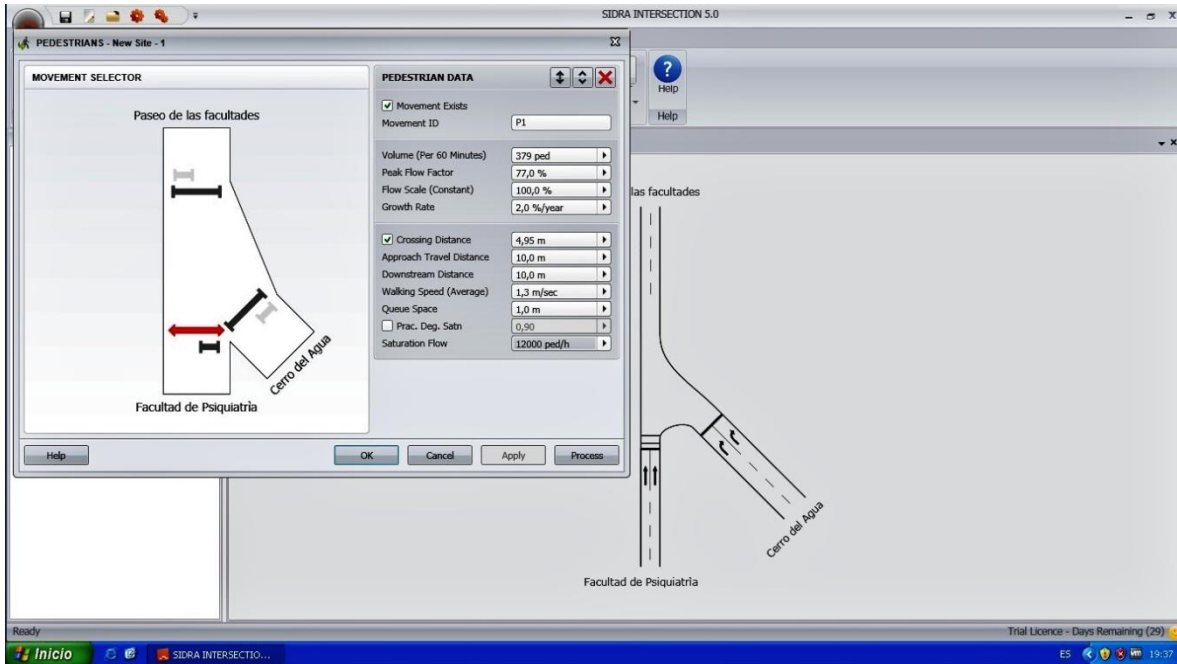 SIDRA INTERSECTION 5.0
PEDESTRIANS - New Site - 1
MOVEMENT SELECTOR
Paseo de las facultades
Cerro del Agua
Facultad de Psiquiatrìa
PEDESTRIAN DATA
Movement Exists
Movement ID P1
Volume (Per 60 Minutes) 379 ped
Peak Flow Factor 77,0 %
Flow Scale (Constant) 100,0 %
Growth Rate 2,0 %/year
Crossing Distance 4,95 m
Approach Travel Distance 10,0 m
Downstream Distance 10,0 m
Walking Speed (Average) 1,3 m/sec
Queue Space 1,0 m
Prac. Deg. Satn 0,90
Saturation Flow 12000 ped/h
Help OK Cancel Apply Process
? Help
Help
las facultades
Cerro del Agua
Facultad de Psiquiatrìa
Ready Trial Licence - Days Remaining (29)
Inicio SIDRA INTERSECTIO... ES 19:37